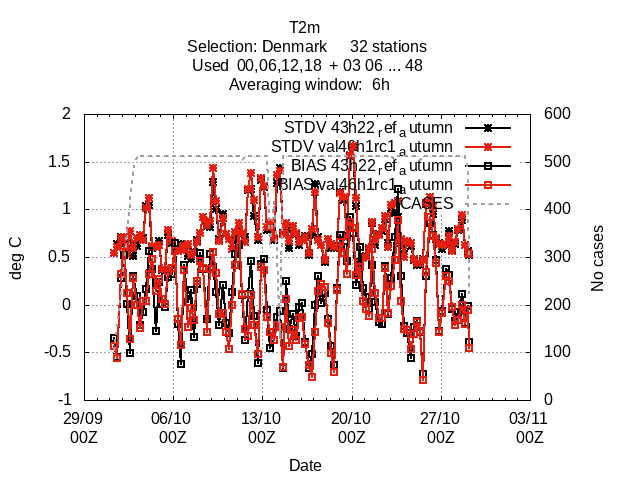 T2m
Selection: Denmark 32 stations
Used 00,06,12,18 + 03 06 ... 48
Averaging window: 6h
STDV 43h22_ref_autumn
STDV val46h1rc1_autumn
BIAS 43h22_ref_autumn
BIAS val46h1rc1_autumn
CASES
deg C
2
1.5
1
0.5
0
-0.5
-1
No cases
600
500
400
300
200
100
0
29/09 06/10 13/10 20/10 27/10 03/11
00Z 00Z 00Z 00Z 00Z 00Z
Date